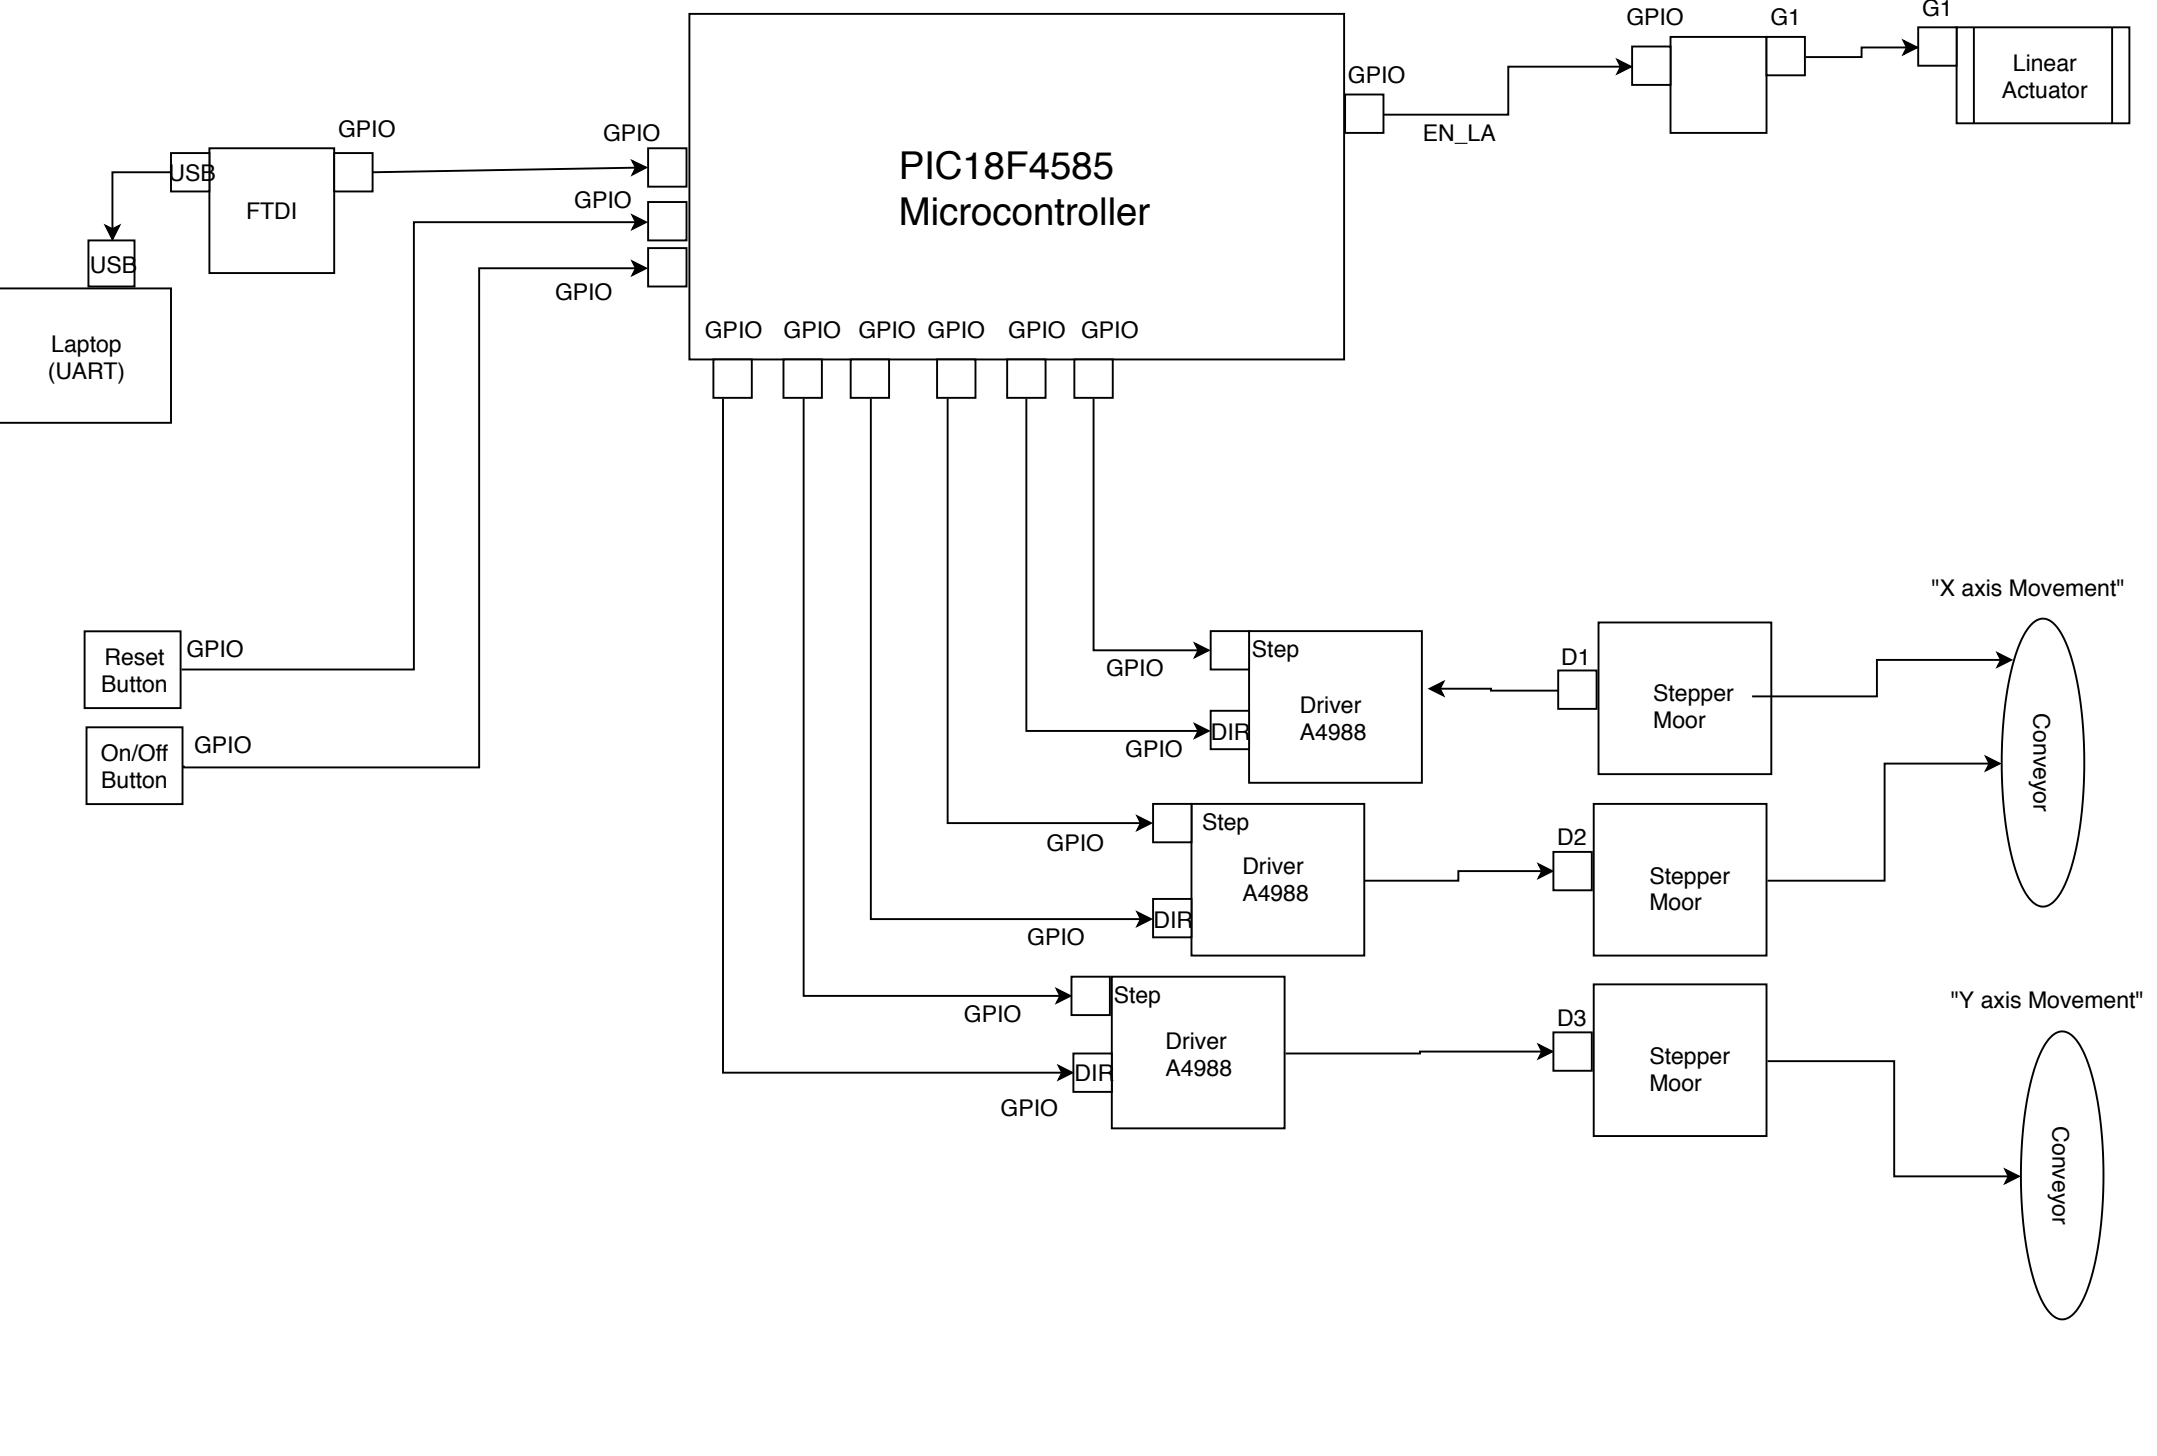 GPIO
G1
G1
Linear
Actuator
GPIO
EN_LA
GPIO
GPIO
PIC18F4585
Microcontroller
USB
FTDI
GPIO
USB
GPIO
Laptop
(UART)
GPIO
GPIO
GPIO
GPIO
GPIO
GPIO
"X axis Movement"
Reset
Button
GPIO
Step
GPIO
D1
Stepper
Moor
Driver
A4988
DIR
GPIO
Conveyor
On/Off
Button
GPIO
Step
GPIO
Driver
A4988
D2
Stepper
Moor
DIR
GPIO
Step
GPIO
"Y axis Movement"
D3
Driver
A4988
Stepper
Moor
DIR
GPIO
Conveyor